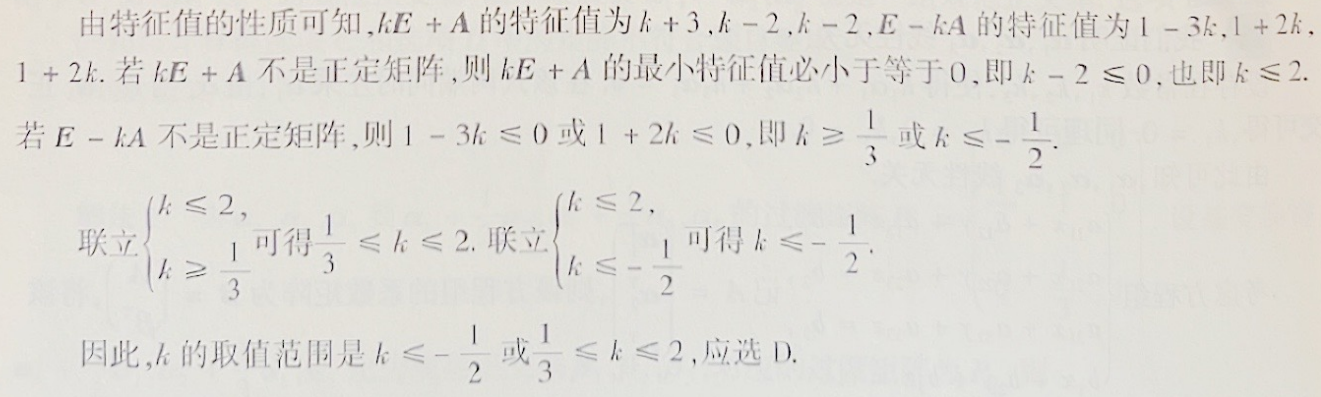 由特征值的性质可知,kE + A 的特征值为 k + 3,k - 2,k - 2,E - kA 的特征值为 1 - 3k,1 + 2k,
1 + 2k. 若 kE + A 不是正定矩阵,则 kE + A 的最小特征值必小于等于0,即 k - 2 ≤ 0,也即 k ≤ 2.
若 E - kA 不是正定矩阵,则 1 - 3k ≤ 0 或 1 + 2k ≤ 0,即 k ≥ 1/3 或 k ≤ - 1/2.
联立{k ≤ 2, k ≥ 1/3 可得 1/3 ≤ k ≤ 2. 联立{k ≤ 2, k ≤ - 1/2 可得 k ≤ - 1/2.
因此,k 的取值范围是 k ≤ - 1/2 或 1/3 ≤ k ≤ 2,应选 D.